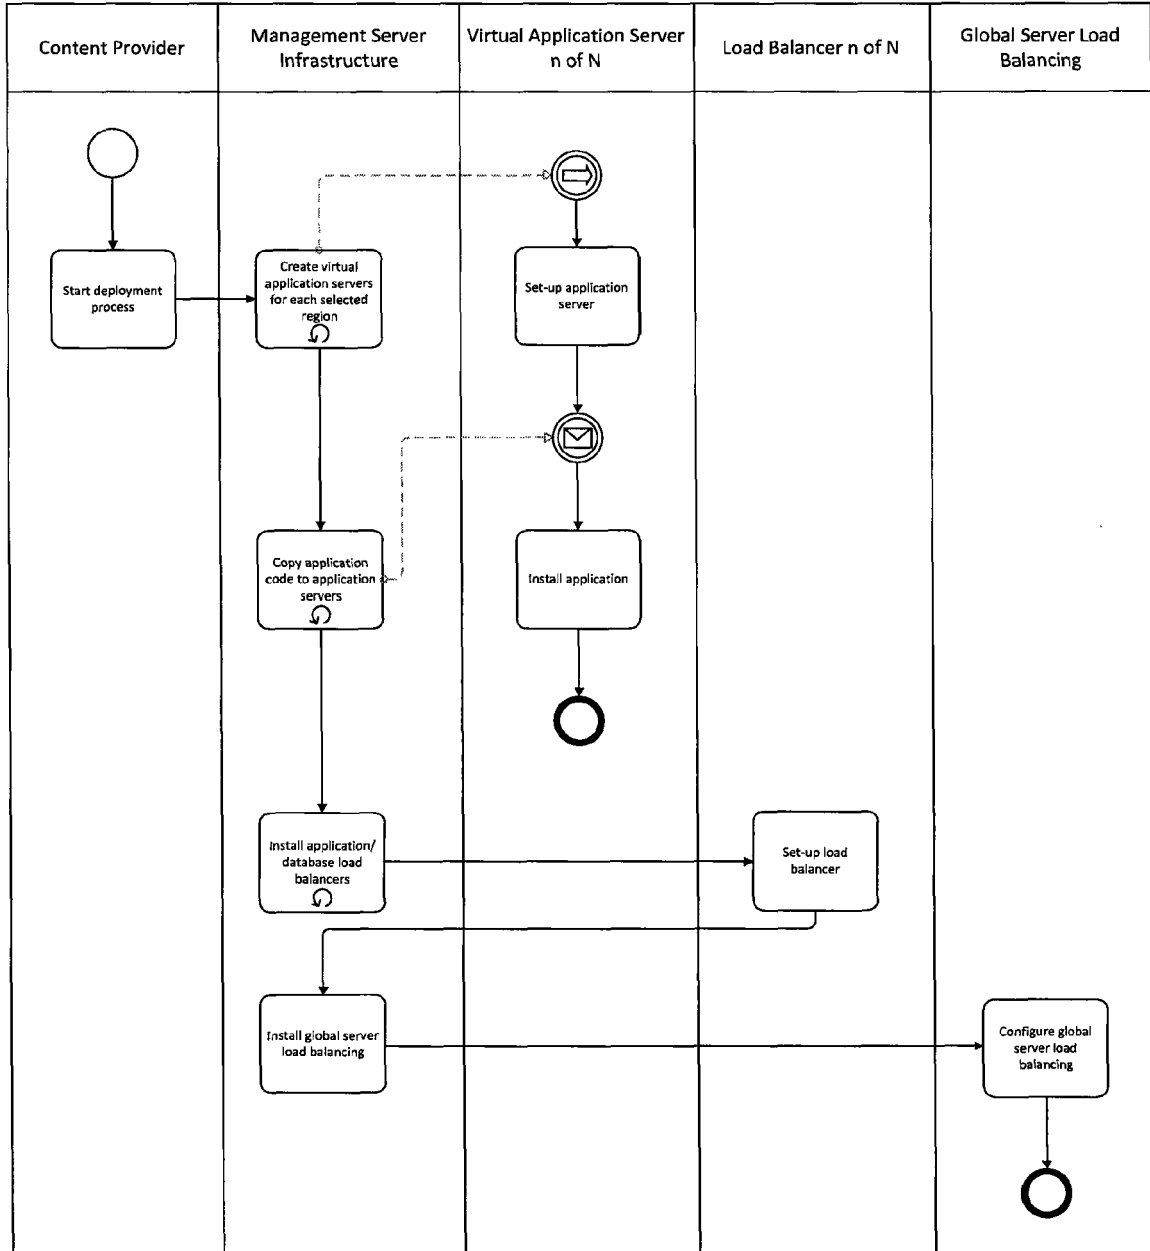 Content Provider
Management Server
Infrastructure
Virtual Application Server
n of N
Load Balancer n of N
Global Server Load
Balancing
Start deployment
process
Create virtual
application servers
for each selected
region
Set-up application
server
Copy application
code to application
servers
Install application
Install application/
database load
balancers
Set-up load
balancer
Install global server
load balancing
Configure global
server load
balancing